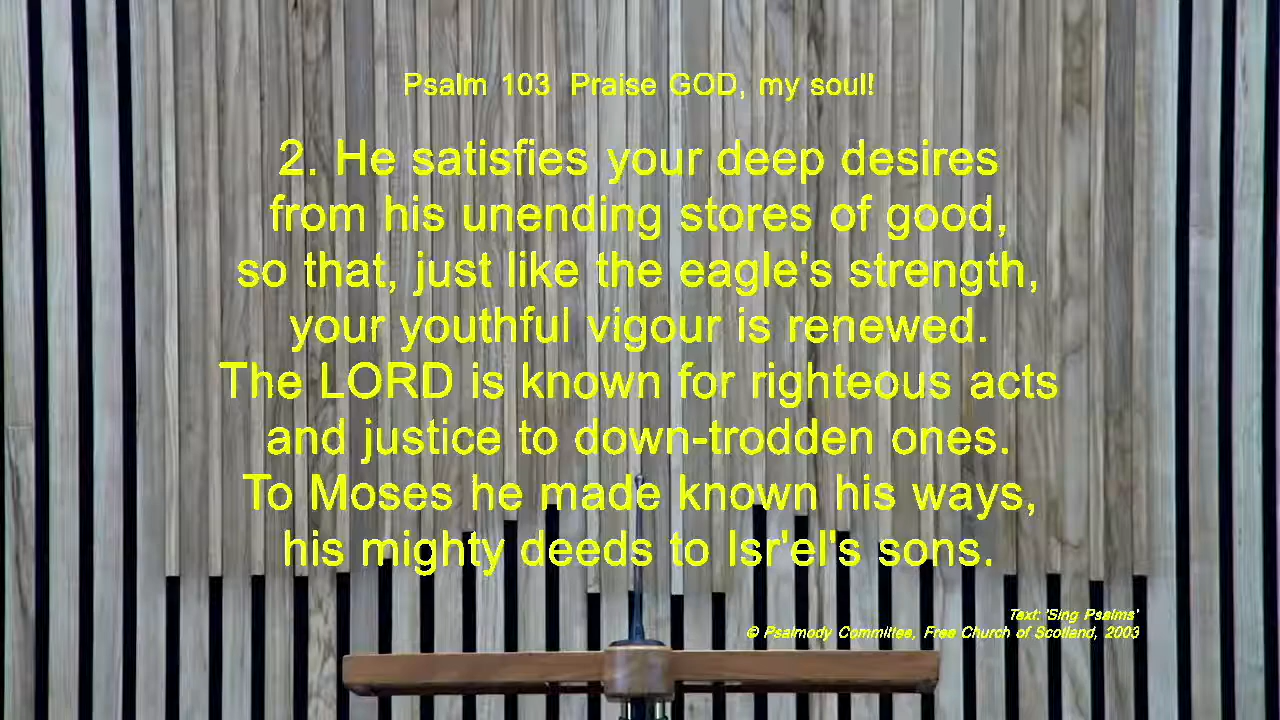 Psalm 103 Praise GOD, my soul!
2. He satisfies your deep desires
from his unending stores of good,
so that, just like the eagle's strength,
your youthful vigour is renewed.
The LORD is known for righteous acts
and justice to down-trodden ones.
To Moses he made known his ways,
his mighty deeds to Isr'el's sons.
Text: 'Sing Psalms'
© Psalmody Committee, Free Church of Scotland, 2003